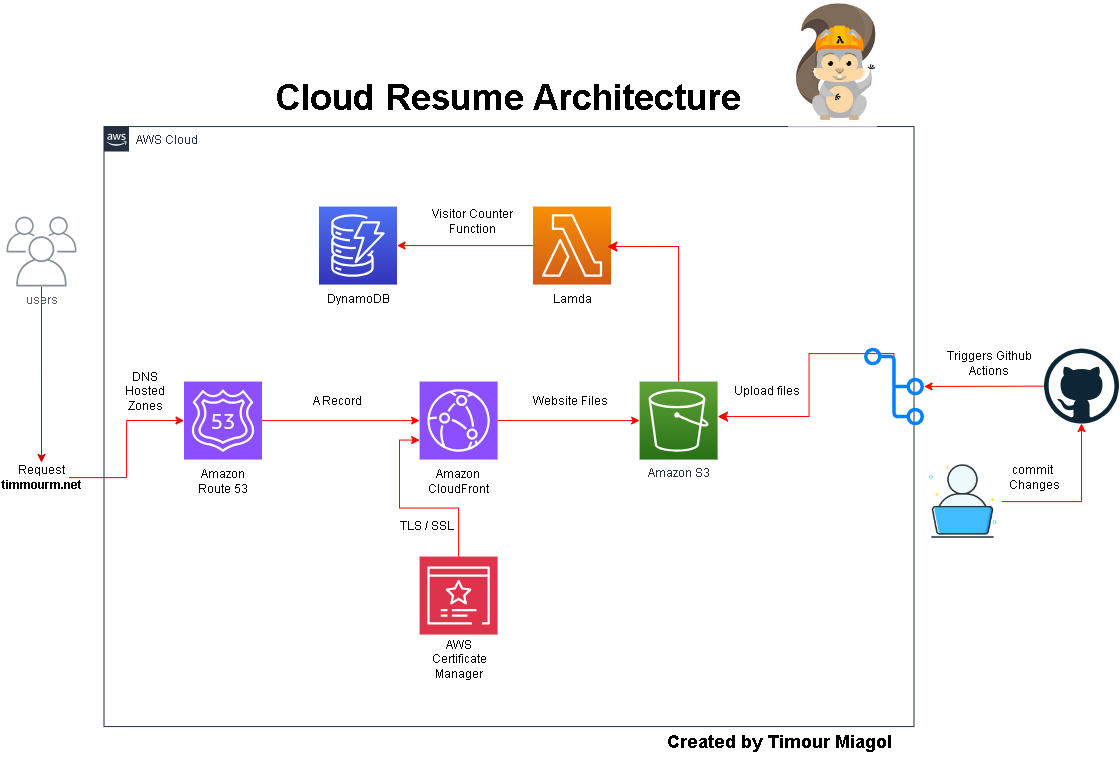 Cloud Resume Architecture
aws
AWS Cloud
users
Visitor Counter
Function
DynamoDB
Lamda
DNS
Hosted
Zones
A Record
Website Files
Upload files
Triggers Github
Actions
53
Request
timmourm.net
Amazon
Route 53
Amazon
CloudFront
Amazon S3
commit
Changes
TLS / SSL
AWS
Certificate
Manager
Created by Timour Miagol